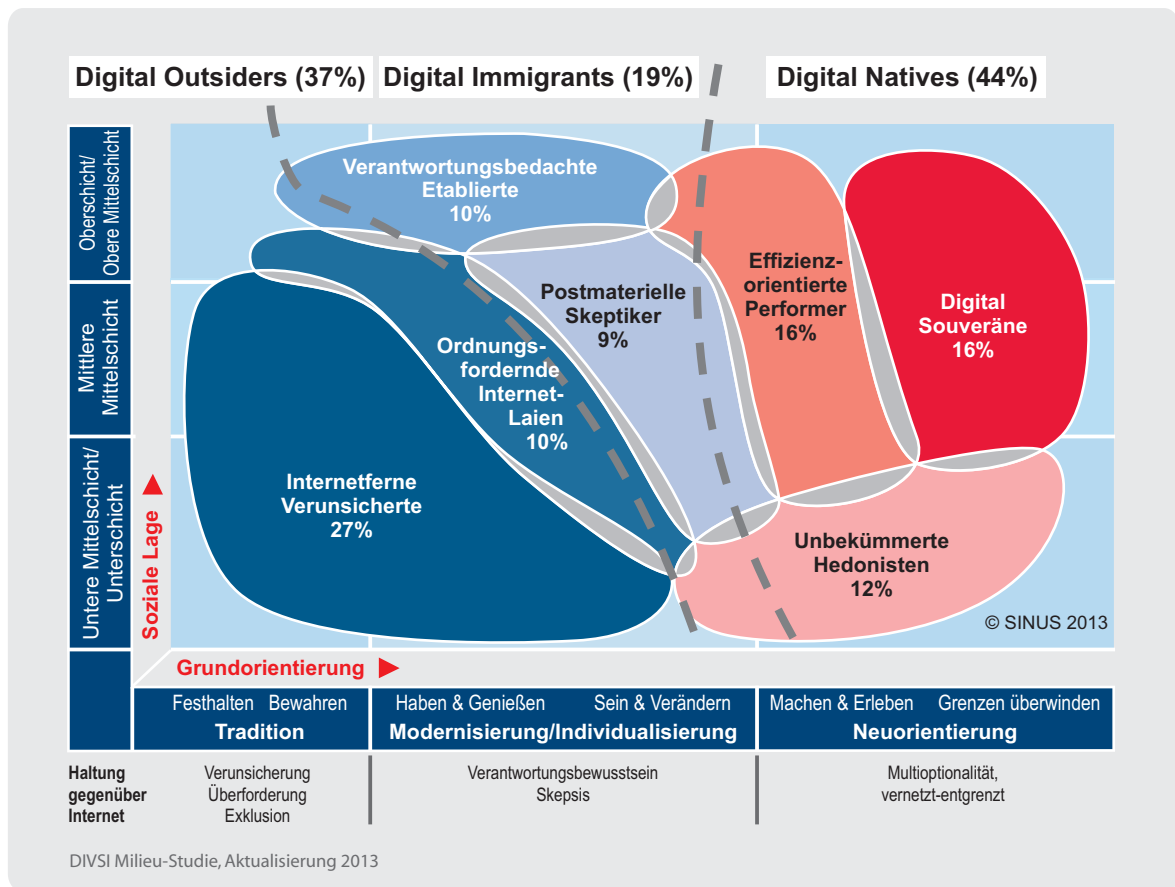 Digital Outsiders (37%)
Digital Immigrants (19%)
Digital Natives (44%)
Oberschicht/
Obere Mittelschicht
Mittlere
Mittelschicht
Untere Mittelschicht/
Unterschicht
Soziale Lage
Verantwortungsbedachte
Etablierte
10%
Postmaterielle
Skeptiker
9%
Effizienz-
orientierte
Performer
16%
Digital
Souveräne
16%
Ordnungs-
fordernde
Internet-
Laien
10%
Internetferne
Verunsicherte
27%
Unbekümmerte
Hedonisten
12%
© SINUS 2013
Grundorientierung
Festhalten Bewahren
Tradition
Haben & Genießen Sein & Verändern
Modernisierung/Individualisierung
Machen & Erleben Grenzen überwinden
Neuorientierung
Haltung
gegenüber
Internet
Verunsicherung
Überforderung
Exklusion
Verantwortungsbewusstsein
Skepsis
Multioptionalität,
vernetzt-entgrenzt
DIVSI Milieu-Studie, Aktualisierung 2013